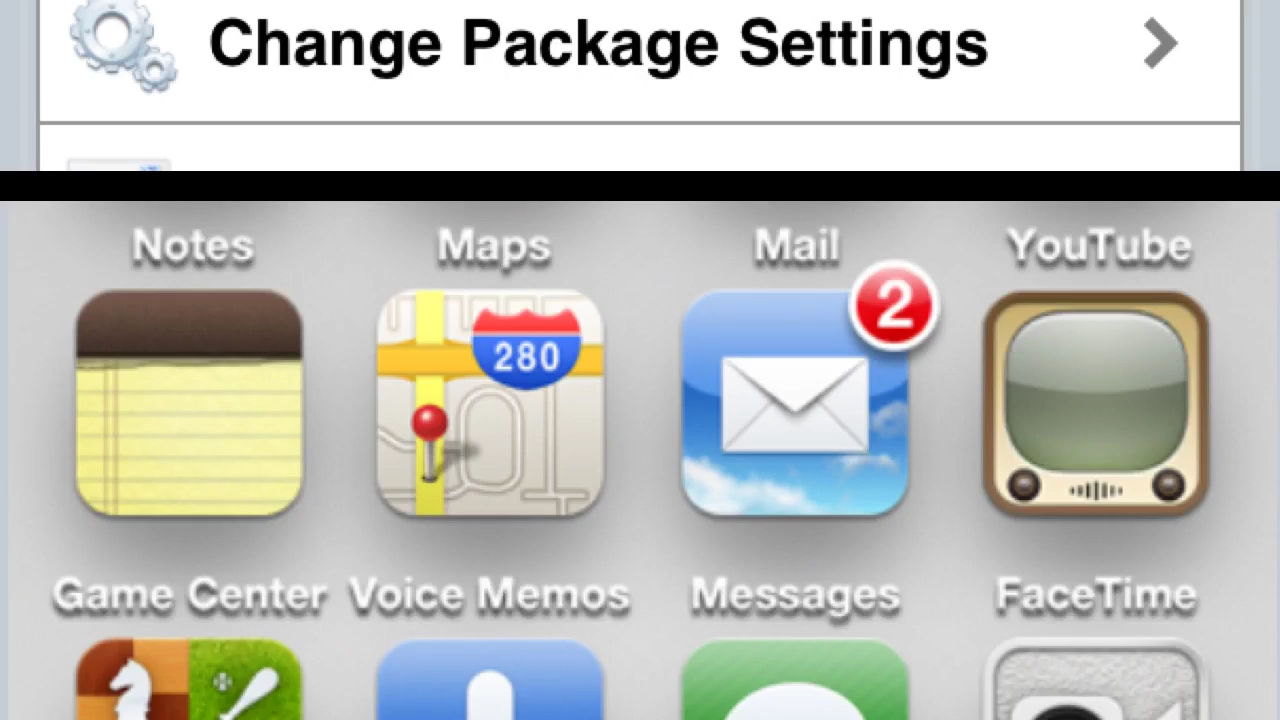 Change Package Settings
Notes Maps Mail YouTube
2
280
Game Center Voice Memos Messages FaceTime